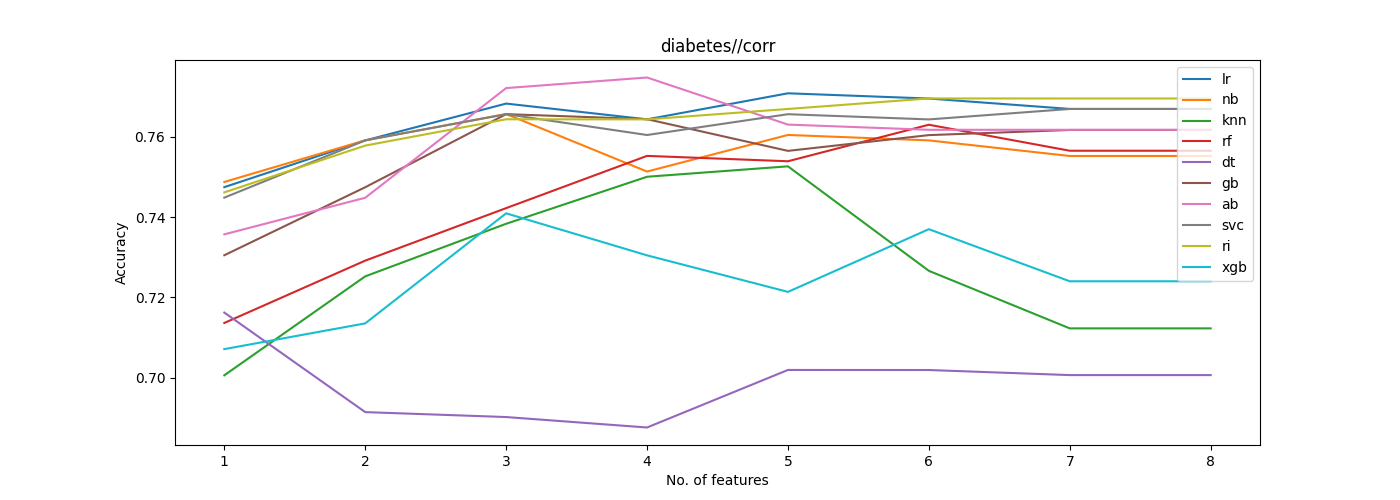 diabetes//corr
Accuracy
0.76
0.74
0.72
0.70
1 2 3 4 5 6 7 8
No. of features
lr
nb
knn
rf
dt
gb
ab
svc
ri
xgb